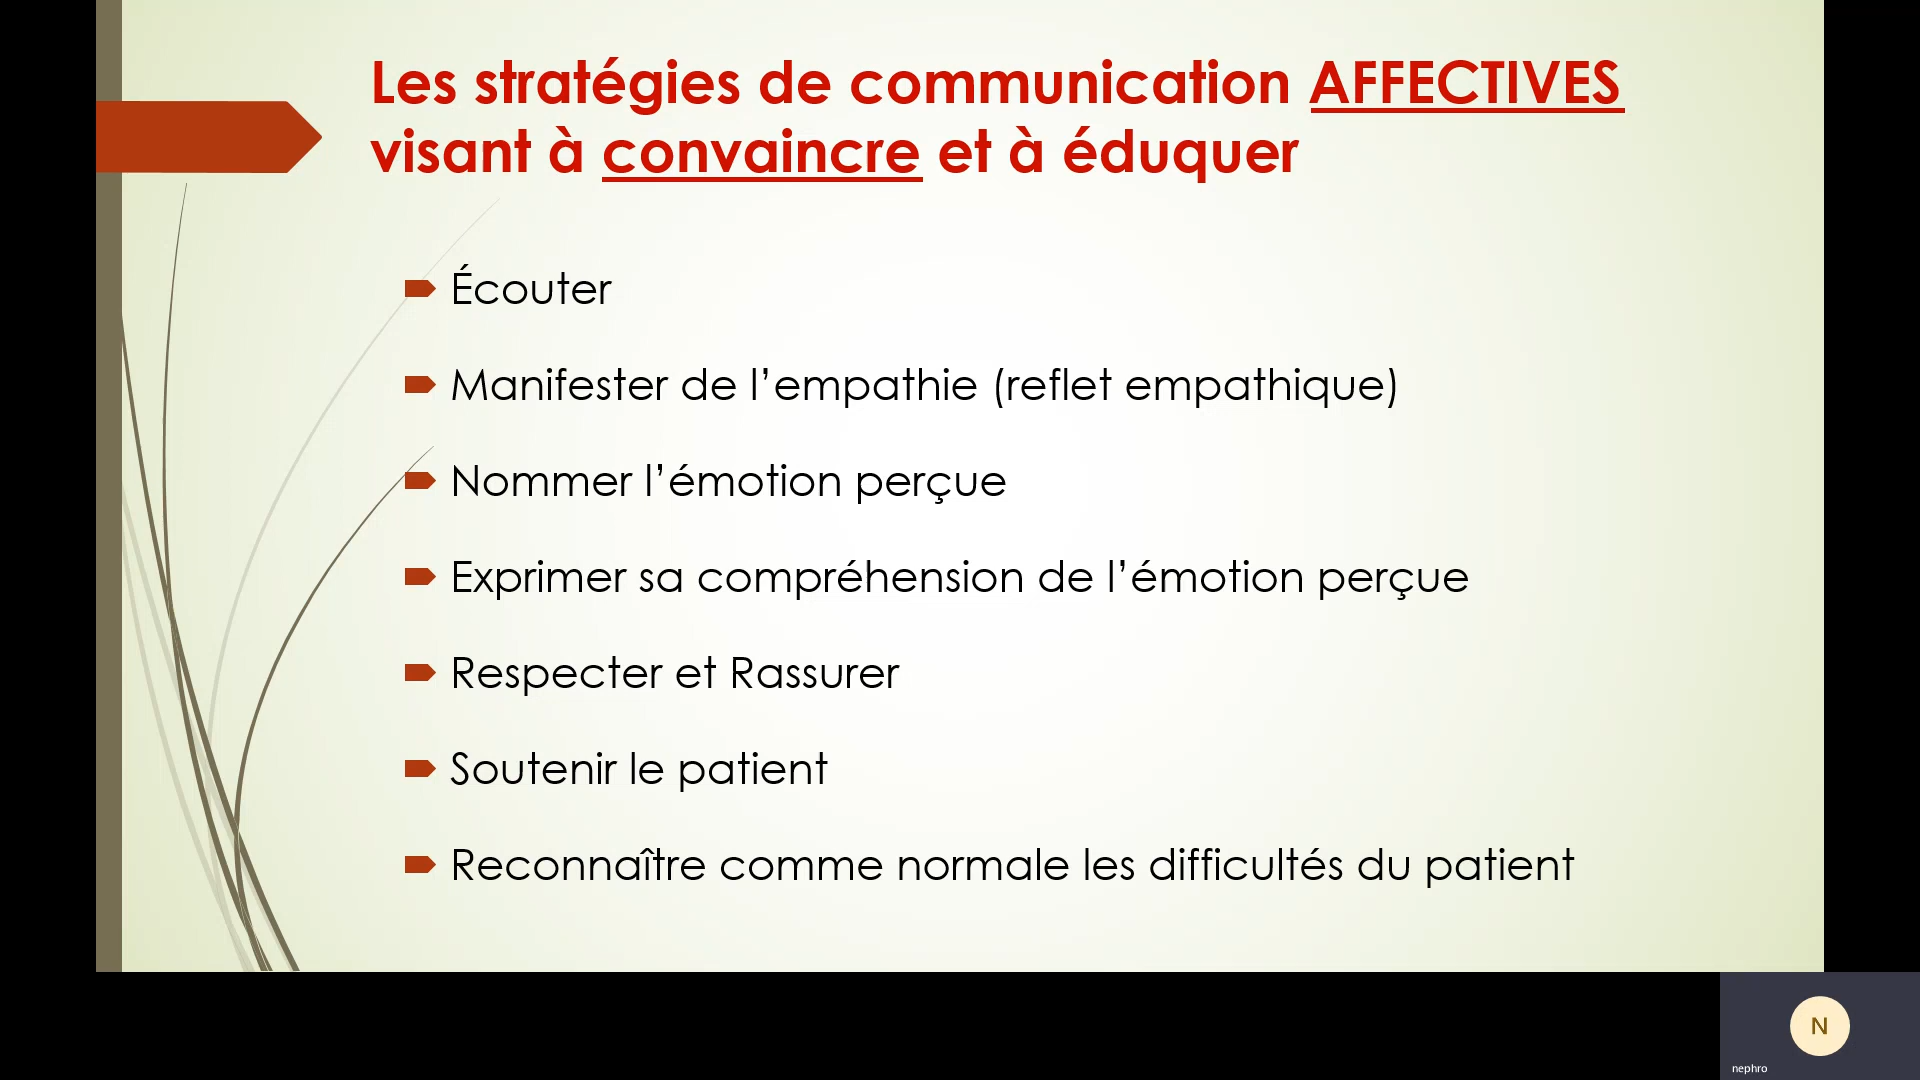 Les stratégies de communication AFFECTIVES
visant à convaincre et à éduquer
Écouter
Manifester de l’empathie (reflet empathique)
Nommer l’émotion perçue
Exprimer sa compréhension de l’émotion perçue
Respecter et Rassurer
Soutenir le patient
Reconnaître comme normale les difficultés du patient
N
nephro